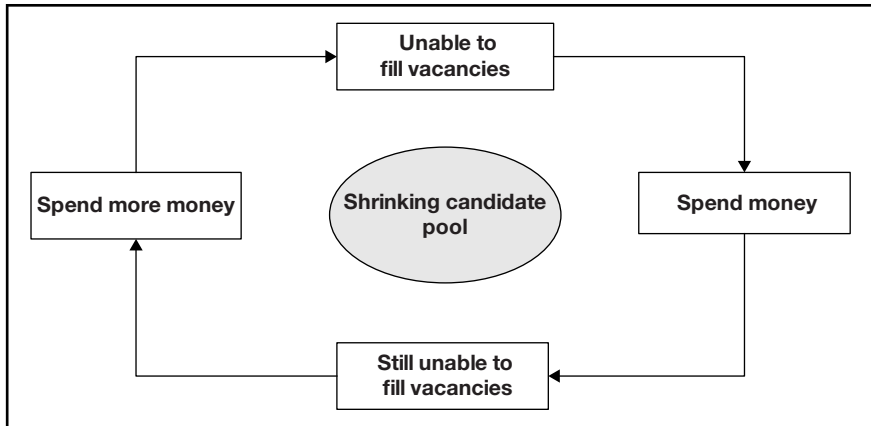 Unable to
fill vacancies
Spend more money
Shrinking candidate
pool
Spend money
Still unable to
fill vacancies